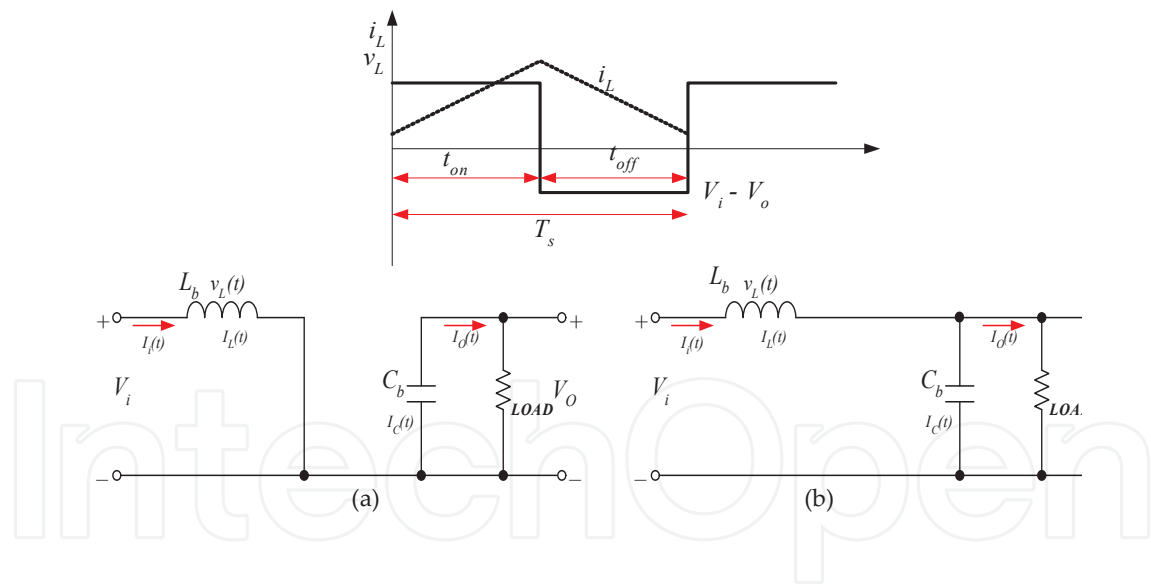 i_L
v_L
i_L
t_on t_off
V_i - V_o
T_s
L_b v_L(t)
+ I_i(t) I_L(t) I_O(t) +
V_i C_b LOAD V_O
I_C(t)
− −
(a)
L_b v_L(t)
+ I_i(t) I_L(t) I_O(t)
V_i C_b LOA
I_C(t)
−
(b)
IntechOpen